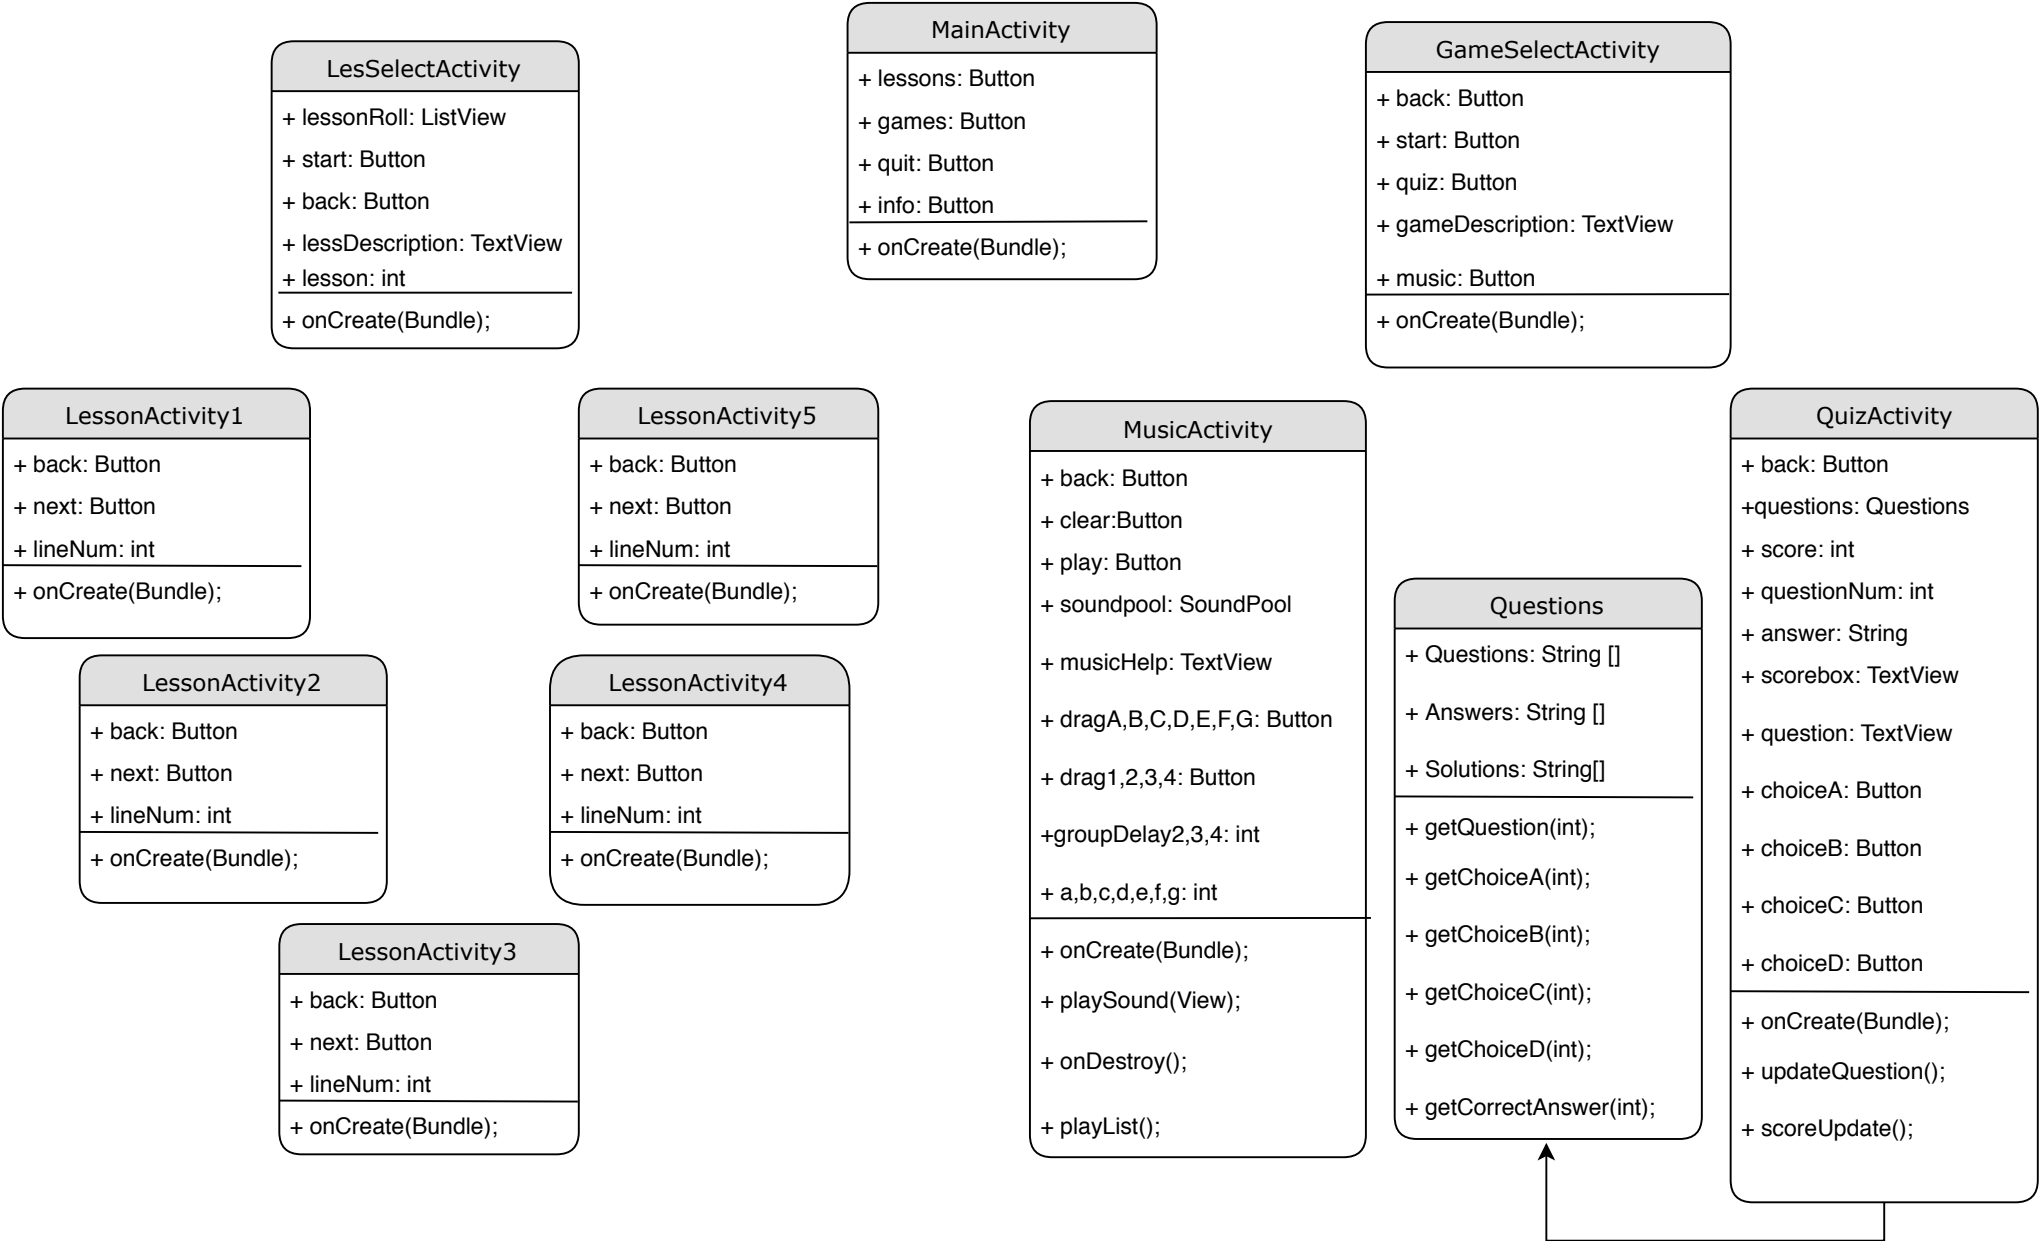 LesSelectActivity
+ lessonRoll: ListView
+ start: Button
+ back: Button
+ lessDescription: TextView
+ lesson: int
+ onCreate(Bundle);
MainActivity
+ lessons: Button
+ games: Button
+ quit: Button
+ info: Button
+ onCreate(Bundle);
GameSelectActivity
+ back: Button
+ start: Button
+ quiz: Button
+ gameDescription: TextView
+ music: Button
+ onCreate(Bundle);
LessonActivity1
+ back: Button
+ next: Button
+ lineNum: int
+ onCreate(Bundle);
LessonActivity5
+ back: Button
+ next: Button
+ lineNum: int
+ onCreate(Bundle);
LessonActivity2
+ back: Button
+ next: Button
+ lineNum: int
+ onCreate(Bundle);
LessonActivity4
+ back: Button
+ next: Button
+ lineNum: int
+ onCreate(Bundle);
LessonActivity3
+ back: Button
+ next: Button
+ lineNum: int
+ onCreate(Bundle);
MusicActivity
+ back: Button
+ clear:Button
+ play: Button
+ soundpool: SoundPool
+ musicHelp: TextView
+ dragA,B,C,D,E,F,G: Button
+ drag1,2,3,4: Button
+groupDelay2,3,4: int
+ a,b,c,d,e,f,g: int
+ onCreate(Bundle);
+ playSound(View);
+ onDestroy();
+ playList();
Questions
+ Questions: String []
+ Answers: String []
+ Solutions: String[]
+ getQuestion(int);
+ getChoiceA(int);
+ getChoiceB(int);
+ getChoiceC(int);
+ getChoiceD(int);
+ getCorrectAnswer(int);
QuizActivity
+ back: Button
+questions: Questions
+ score: int
+ questionNum: int
+ answer: String
+ scorebox: TextView
+ question: TextView
+ choiceA: Button
+ choiceB: Button
+ choiceC: Button
+ choiceD: Button
+ onCreate(Bundle);
+ updateQuestion();
+ scoreUpdate();